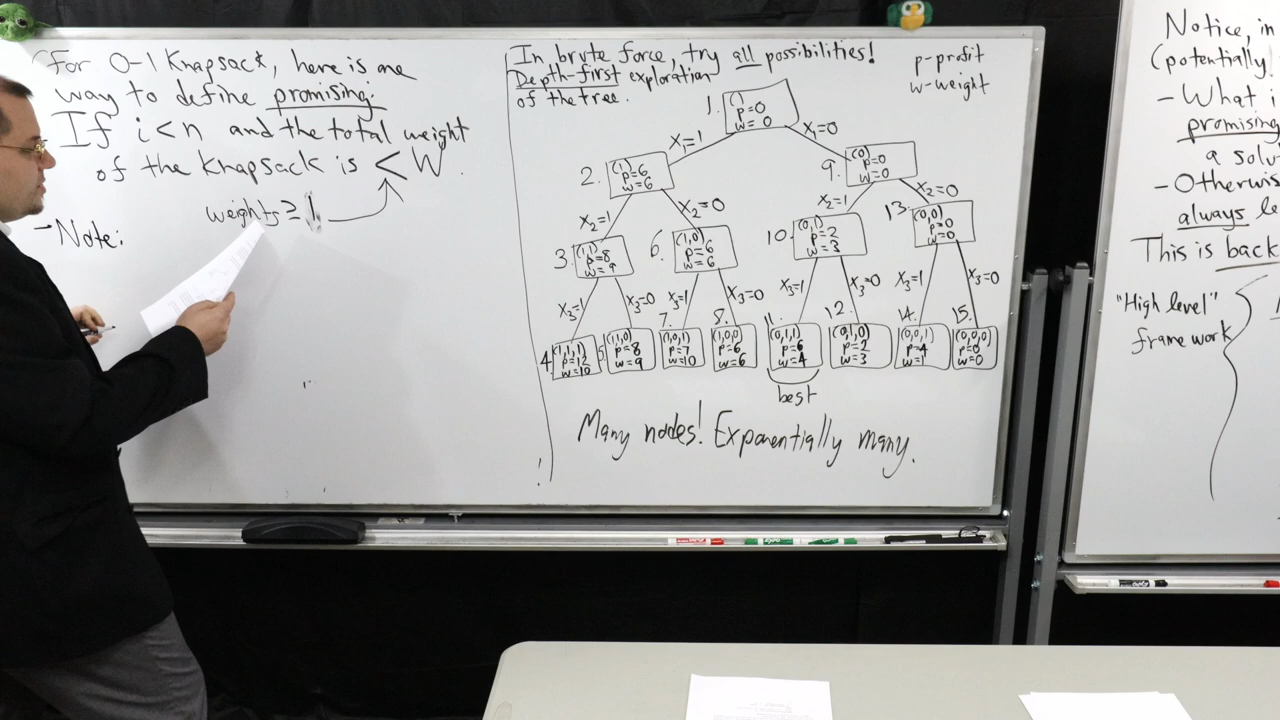 For 0-1 Knapsack, here is one
way to define promising:
If i<n and the total weight
of the Knapsack is < W.
weights ≥ 1
-Note:
In brute force, try all possibilities!
Depth-first exploration
of the tree.
p-profit
w-weight
1. ()
p=0
w=0
X₁=1
X₁=0
2. (1)
p=6
w=6
9. (0)
p=0
w=0
X₂=1
X₂=0
X₂=1
X₂=0
3. (1,1)
p=8
w=9
6. (1,0)
p=6
w=6
10. (0,1)
p=2
w=3
13. (0,0)
p=0
w=0
X₃=1
X₃=0
X₃=1
X₃=0
X₃=1
X₃=0
X₃=1
X₃=0
4. (1,1,1)
p=12
w=10
5. (1,1,0)
p=8
w=9
7. (1,0,1)
p=7
w=10
8. (1,0,0)
p=6
w=6
11. (0,1,1)
p=6
w=4
12. (0,1,0)
p=2
w=3
14. (0,0,1)
p=4
w=1
15. (0,0,0)
p=0
w=0
best
Many nodes! Exponentially many.
Notice, in
(potentially!
-What i
promising
a solu
-Otherwis
always
This is back
"High level"
framework